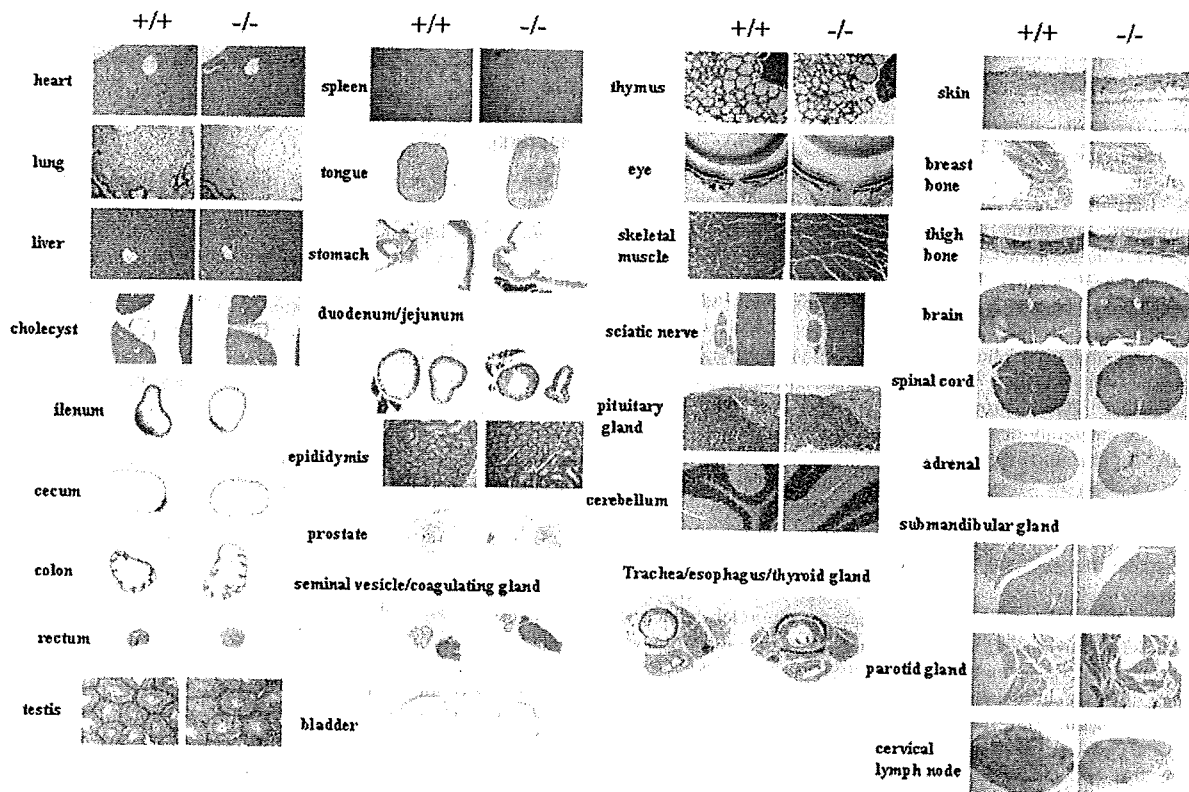 +/+ -/-
heart
lung
liver
cholecyst
ilenum
cecum
colon
rectum
testis
+/+ -/-
spleen
tongue
stomach
duodenum/jejunum
epididymis
prostate
seminal vesicle/coagulating gland
bladder
+/+ -/-
thymus
eye
skeletal
muscle
sciatic nerve
pituitary
gland
cerebellum
Trachea/esophagus/thyroid gland
+/+ -/-
skin
breast
bone
thigh
bone
brain
spinal cord
adrenal
submandibular gland
parotid gland
cervical
lymph node